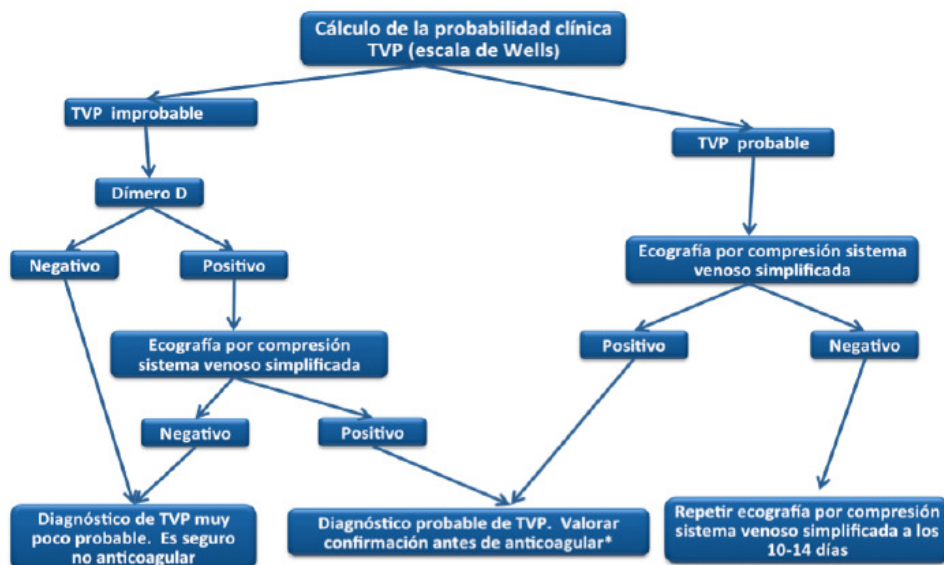 Cálculo de la probabilidad clínica
TVP (escala de Wells)
TVP improbable
TVP probable
Dímero D
Negativo
Positivo
Ecografía por compresión sistema
venoso simplificada
Ecografía por compresión
sistema venoso simplificada
Positivo
Negativo
Negativo
Positivo
Diagnóstico de TVP muy
poco probable. Es seguro
no anticoagular
Diagnóstico probable de TVP. Valorar
confirmación antes de anticoagular*
Repetir ecografía por compresión
sistema venoso simplificada a los
10-14 días